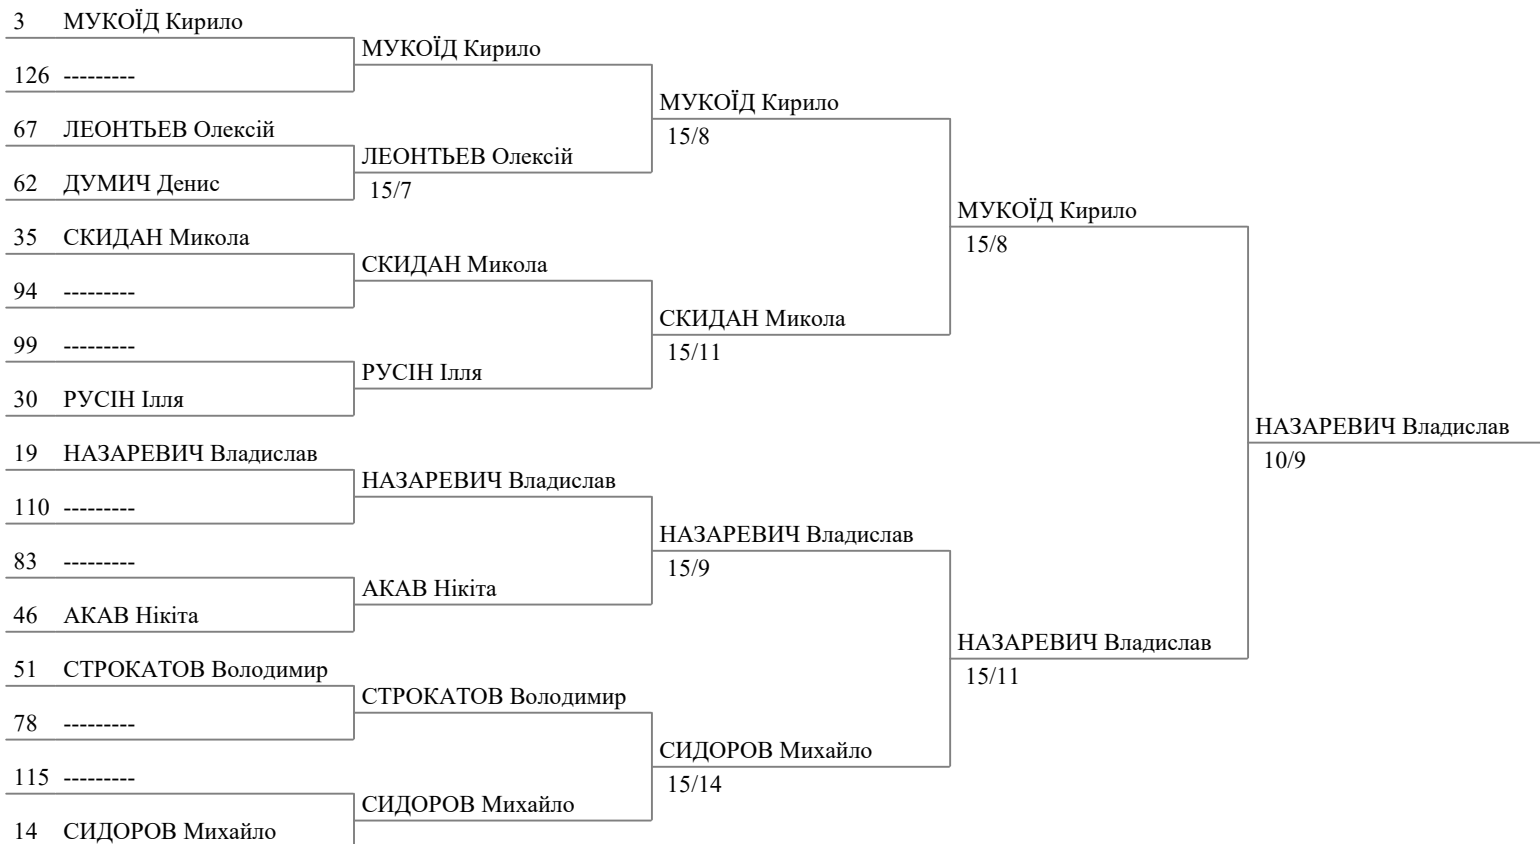 3 МУКОЇД Кирило
МУКОЇД Кирило
126 ---------
МУКОЇД Кирило
67 ЛЕОНТЬЕВ Олексій
15/8
ЛЕОНТЬЕВ Олексій
62 ДУМИЧ Денис
15/7
МУКОЇД Кирило
35 СКИДАН Микола
15/8
СКИДАН Микола
94 ---------
СКИДАН Микола
99 ---------
15/11
РУСІН Ілля
30 РУСІН Ілля
НАЗАРЕВИЧ Владислав
19 НАЗАРЕВИЧ Владислав
10/9
НАЗАРЕВИЧ Владислав
110 ---------
НАЗАРЕВИЧ Владислав
83 ---------
15/9
АКАВ Нікіта
46 АКАВ Нікіта
НАЗАРЕВИЧ Владислав
51 СТРОКАТОВ Володимир
15/11
СТРОКАТОВ Володимир
78 ---------
СИДОРОВ Михайло
115 ---------
15/14
СИДОРОВ Михайло
14 СИДОРОВ Михайло